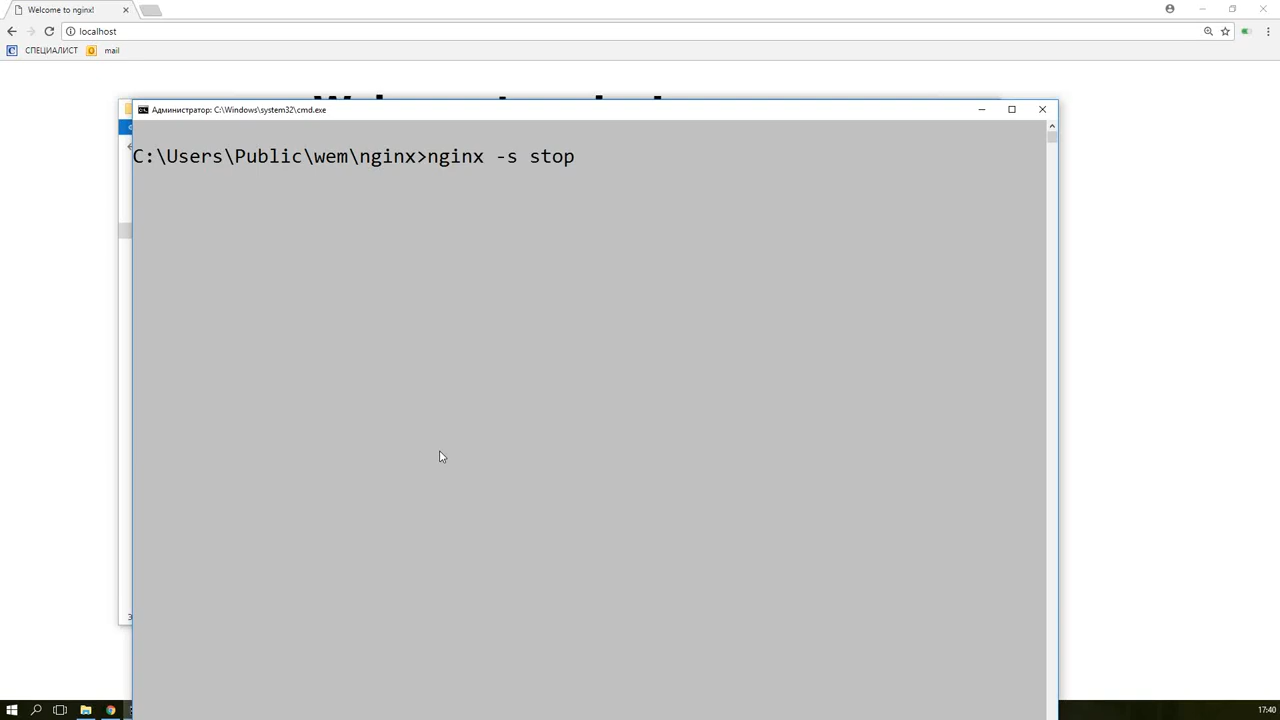 Welcome to nginx!
localhost
СПЕЦИАЛИСТ mail
Администратор: C:\Windows\system32\cmd.exe
C:\Users\Public\wem\nginx>nginx -s stop
17:40